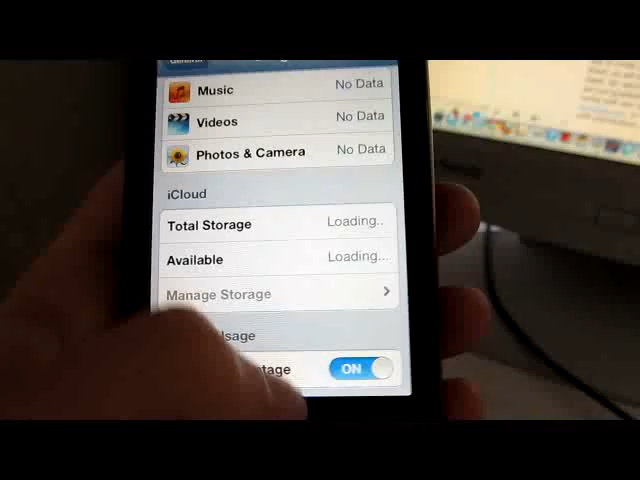 General
Music No Data
Videos No Data
Photos & Camera No Data
iCloud
Total Storage Loading..
Available Loading...
Manage Storage
Usage
ON